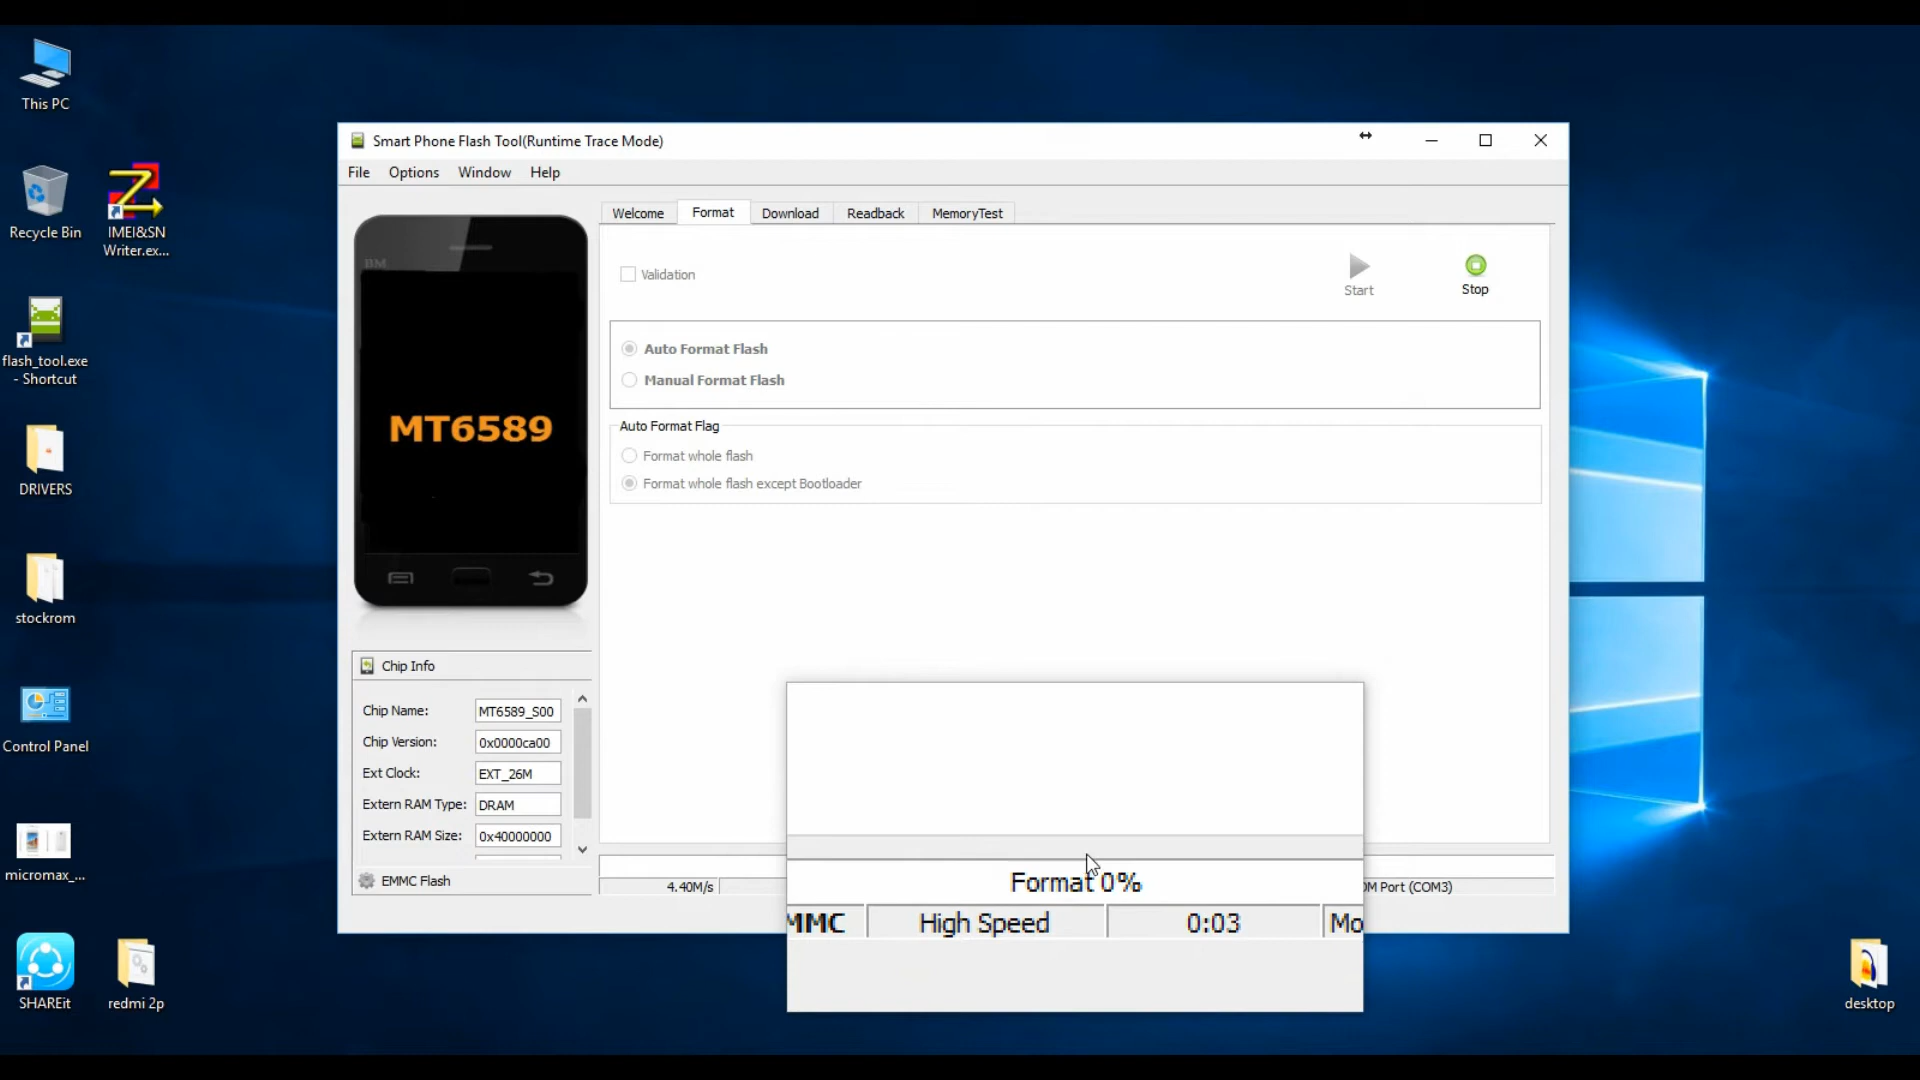 This PC
Recycle Bin
IMEI&SN
Writer.ex...
flash_tool.exe
- Shortcut
DRIVERS
stockrom
Control Panel
micromax_...
SHAREit
redmi 2p
desktop
Smart Phone Flash Tool(Runtime Trace Mode)
File Options Window Help
BM
MT6589
Welcome Format Download Readback MemoryTest
Validation
Start
Stop
Auto Format Flash
Manual Format Flash
Auto Format Flag
Format whole flash
Format whole flash except Bootloader
Chip Info
Chip Name: MT6589_S00
Chip Version: 0x0000ca00
Ext Clock: EXT_26M
Extern RAM Type: DRAM
Extern RAM Size: 0x40000000
EMMC Flash
4.40M/s
Format 0%
MMC High Speed 0:03 Mo
OM Port (COM3)